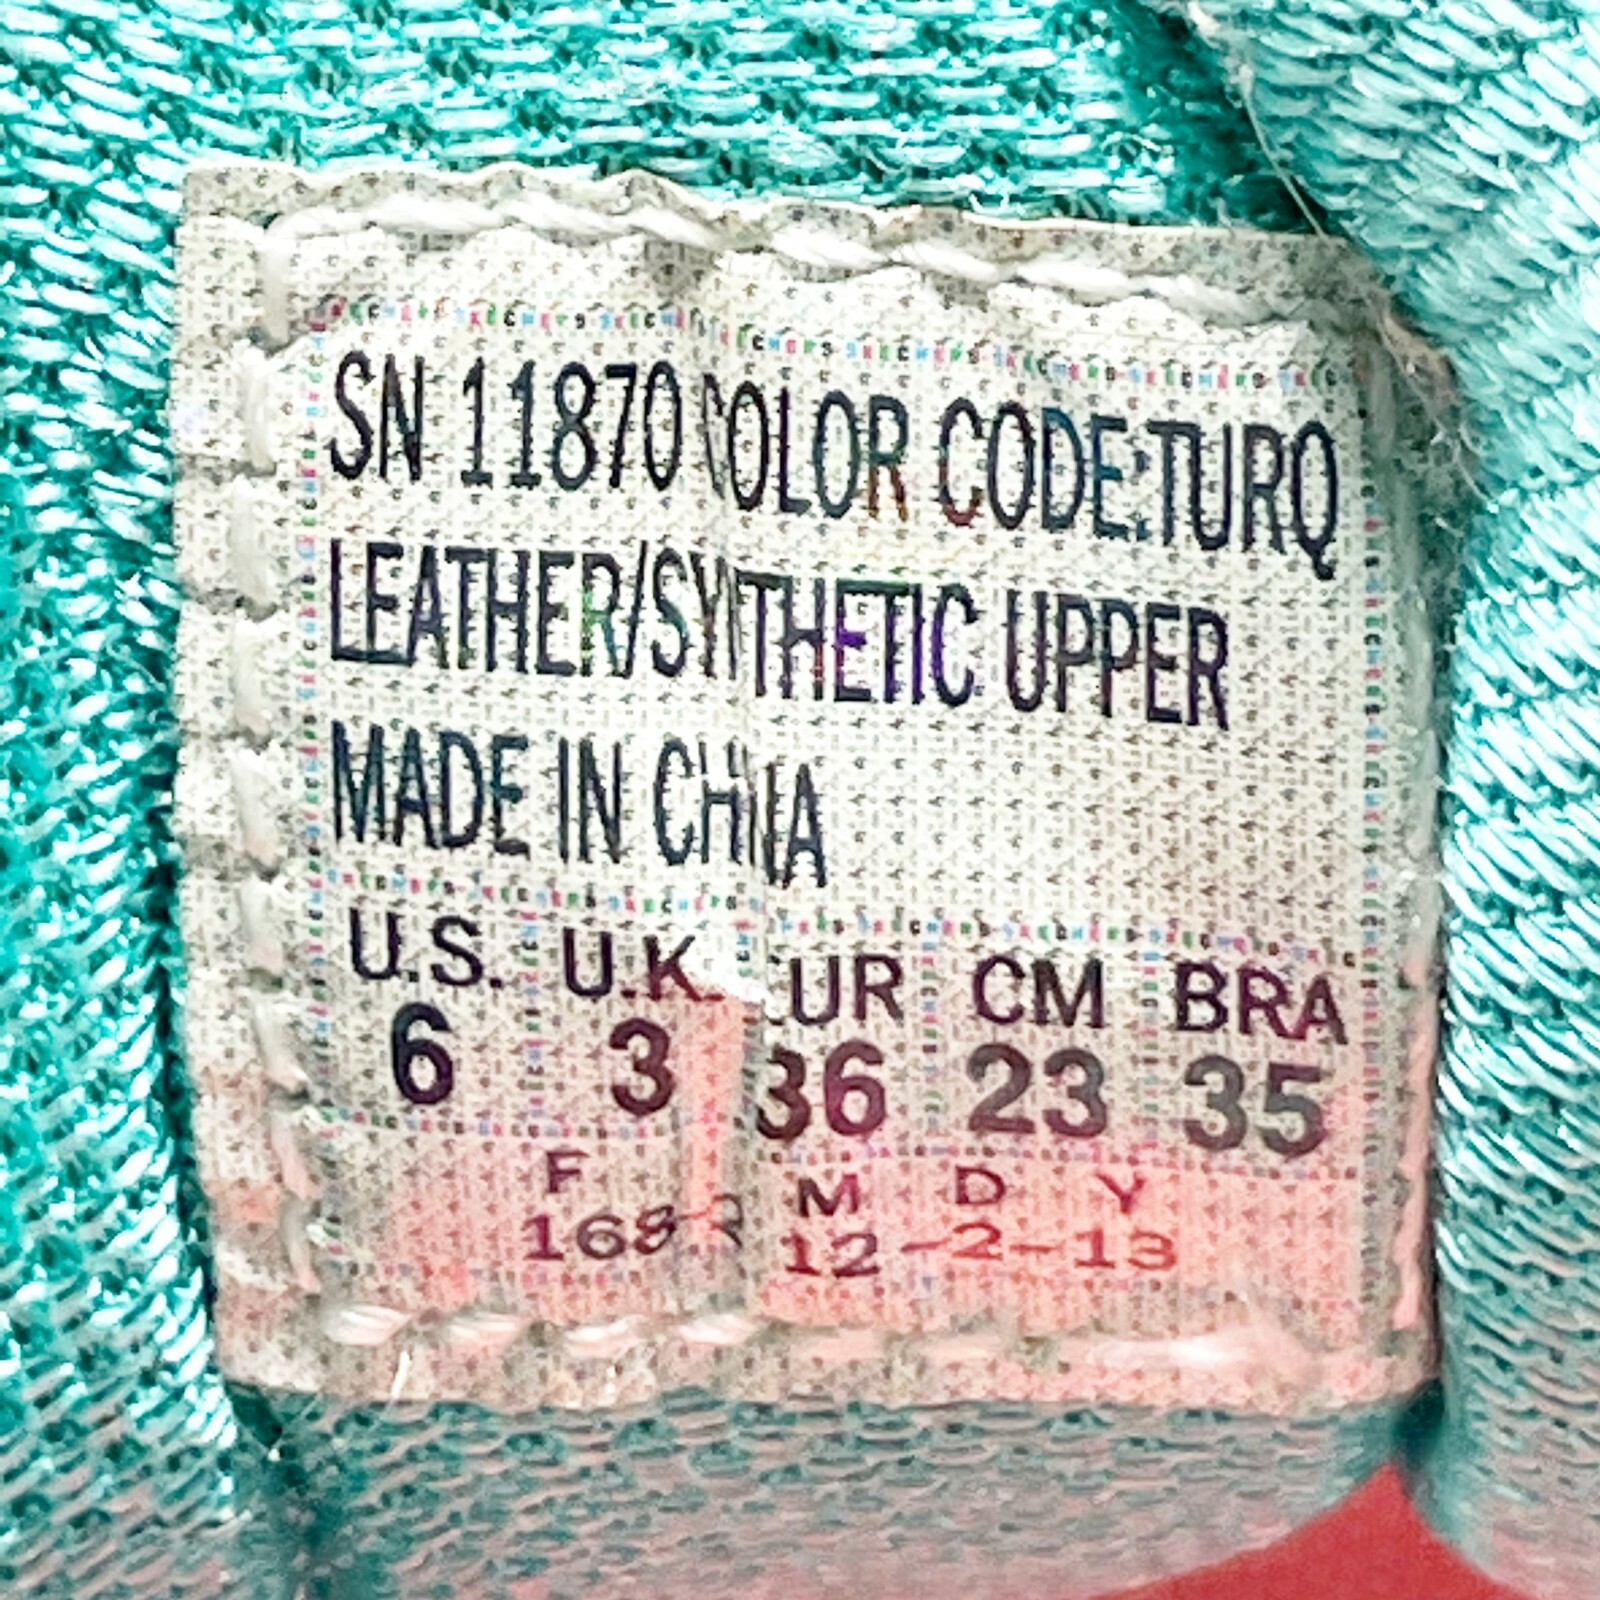 SN 11870 COLOR CODE:TURQ
LEATHER/SYNTHETIC UPPER
MADE IN CHINA
U.S. U.K. EUR CM BRA
6 3 36 23 35
F M D Y
12-2-13